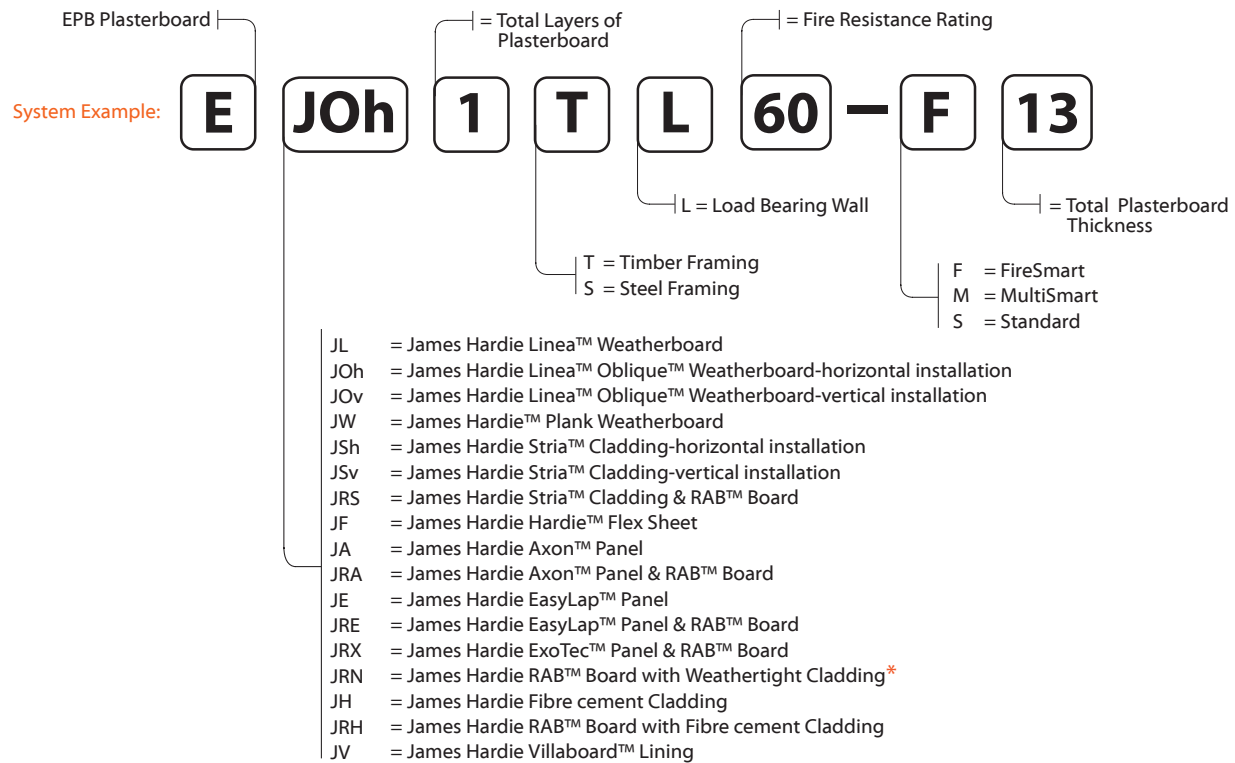 EPB Plasterboard
= Total Layers of
Plasterboard
= Fire Resistance Rating
System Example: E JOh 1 T L 60 – F 13
L = Load Bearing Wall
= Total Plasterboard
Thickness
T = Timber Framing
S = Steel Framing
F = FireSmart
M = MultiSmart
S = Standard
JL = James Hardie Linea™ Weatherboard
JOh = James Hardie Linea™ Oblique™ Weatherboard-horizontal installation
JOv = James Hardie Linea™ Oblique™ Weatherboard-vertical installation
JW = James Hardie™ Plank Weatherboard
JSh = James Hardie Stria™ Cladding-horizontal installation
JSv = James Hardie Stria™ Cladding-vertical installation
JRS = James Hardie Stria™ Cladding & RAB™ Board
JF = James Hardie Hardie™ Flex Sheet
JA = James Hardie Axon™ Panel
JRA = James Hardie Axon™ Panel & RAB™ Board
JE = James Hardie EasyLap™ Panel
JRE = James Hardie EasyLap™ Panel & RAB™ Board
JRX = James Hardie ExoTec™ Panel & RAB™ Board
JRN = James Hardie RAB™ Board with Weathertight Cladding*
JH = James Hardie Fibre cement Cladding
JRH = James Hardie RAB™ Board with Fibre cement Cladding
JV = James Hardie Villaboard™ Lining